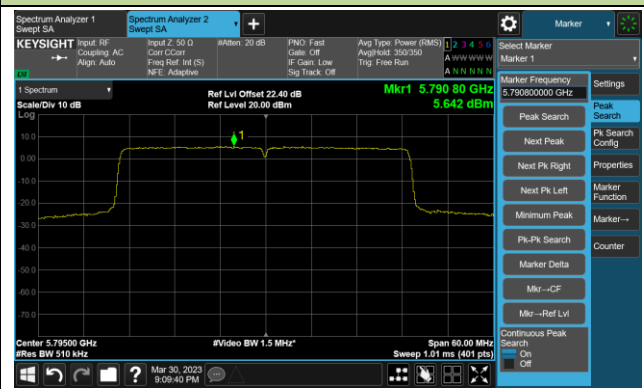 Spectrum Analyzer 1
Swept SA
Spectrum Analyzer 2
Swept SA
Marker
KEYSIGHT
Input: RF
Coupling: AC
Align: Auto
Input Z: 50 Ω
Corr CCorr
Freq Ref: Int (S)
NFE: Adaptive
#Atten: 20 dB
PNO: Fast
Gate: Off
IF Gain: Low
Sig Track: Off
Avg Type: Power (RMS)
Avg|Hold: 350/350
Trig: Free Run
1 2 3 4 5 6
A W W W W W
A N N N N N
LXI
Select Marker
Marker 1
1 Spectrum
Scale/Div 10 dB
Log
Ref Lvl Offset 22.40 dB
Ref Level 20.00 dBm
Mkr1 5.790 80 GHz
5.642 dBm
10.0
0.00
-10.0
-20.0
-30.0
-40.0
-50.0
-60.0
-70.0
1
Center 5.79500 GHz
#Res BW 510 kHz
#Video BW 1.5 MHz*
Span 60.00 MHz
Sweep 1.01 ms (401 pts)
Marker Frequency
5.790800000 GHz
Peak Search
Next Peak
Next Pk Right
Next Pk Left
Minimum Peak
Pk-Pk Search
Marker Delta
Mkr→CF
Mkr→Ref Lvl
Continuous Peak
Search
On
Off
Settings
Peak
Search
Pk Search
Config
Properties
Marker
Function
Marker→
Counter
?
Mar 30, 2023
9:09:40 PM